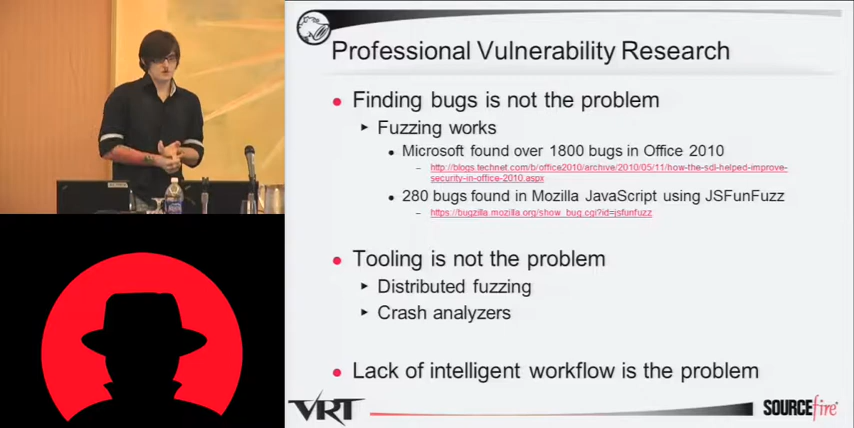 Professional Vulnerability Research
• Finding bugs is not the problem
▸ Fuzzing works
• Microsoft found over 1800 bugs in Office 2010
– http://blogs.technet.com/b/office2010/archive/2010/05/11/how-the-sdl-helped-improve-
security-in-office-2010.aspx
• 280 bugs found in Mozilla JavaScript using JSFunFuzz
– https://bugzilla.mozilla.org/show_bug.cgi?id=jsfunfuzz
• Tooling is not the problem
▸ Distributed fuzzing
▸ Crash analyzers
• Lack of intelligent workflow is the problem
VRT
SOURCEfire